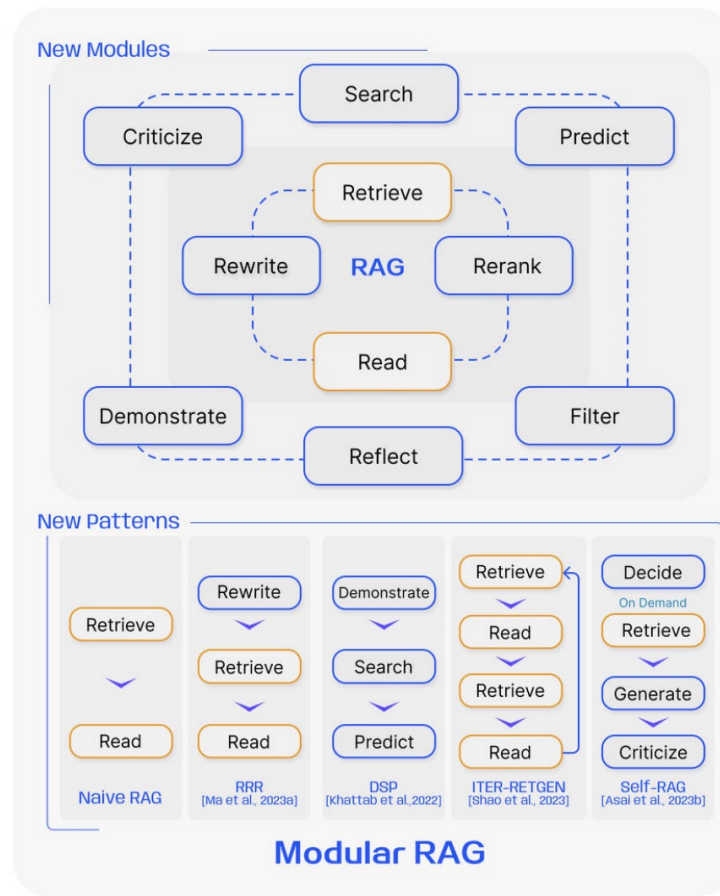 New Modules
Search
Criticize
Predict
Retrieve
Rewrite
RAG
Rerank
Read
Demonstrate
Filter
Reflect
New Patterns
Retrieve
Read
Naive RAG
Rewrite
Retrieve
Read
RRR
[Ma et al., 2023a]
Demonstrate
Search
Predict
DSP
[Khattab et al.,2022]
Retrieve
Read
Retrieve
Read
ITER-RETGEN
[Shao et al., 2023]
Decide
On Demand
Retrieve
Generate
Criticize
Self-RAG
[Asai et al., 2023b]
Modular RAG